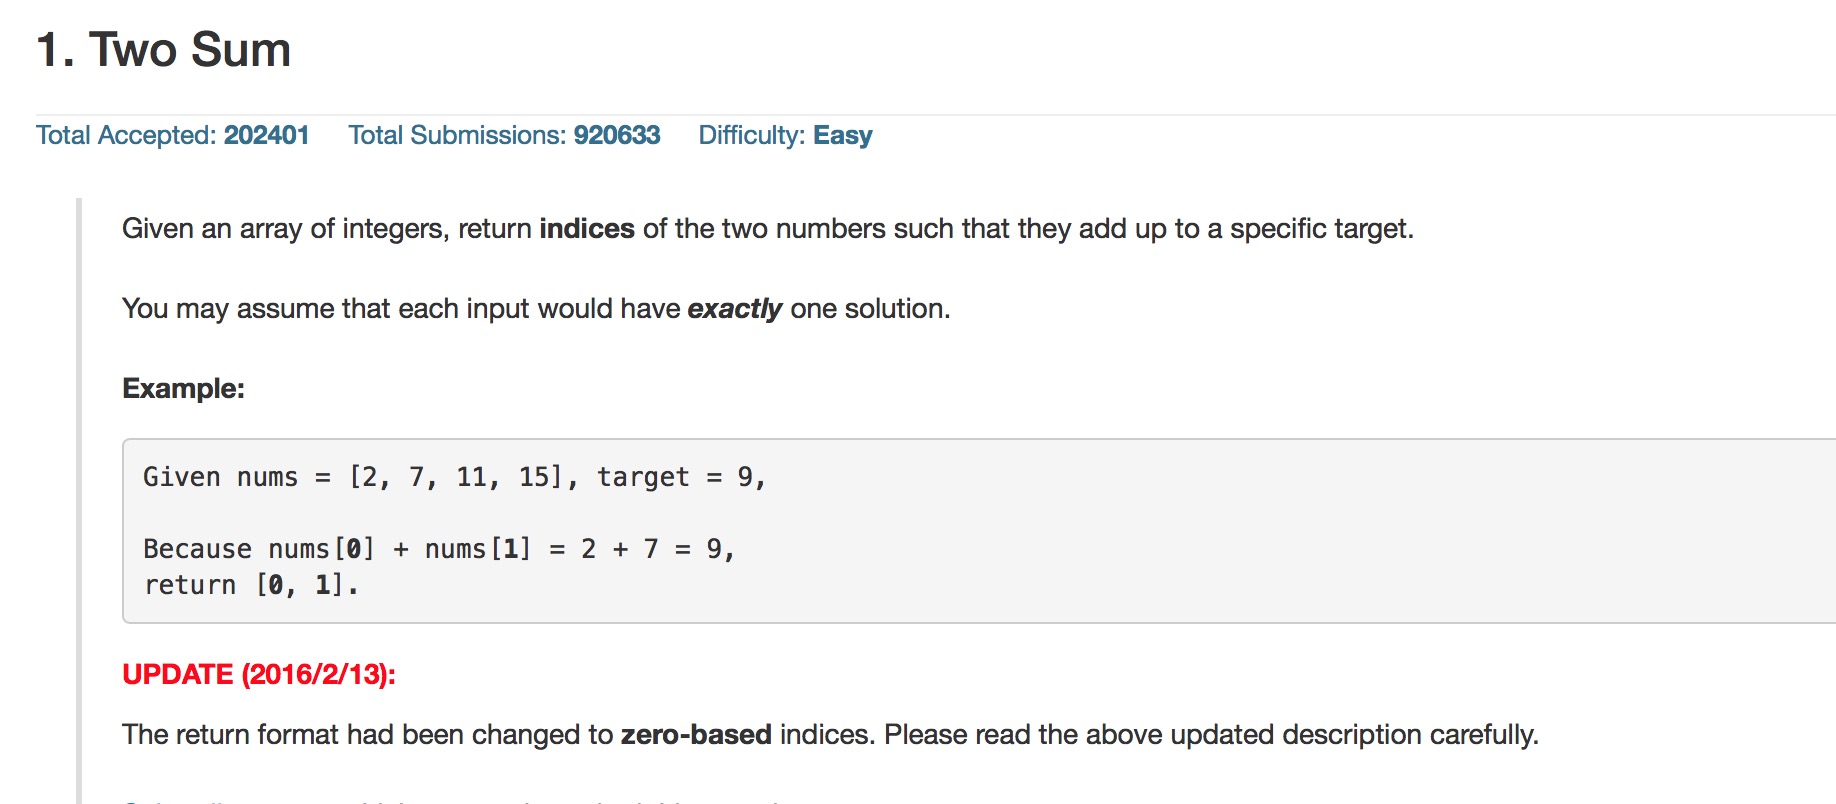 1. Two Sum
Total Accepted: 202401 Total Submissions: 920633 Difficulty: Easy
Given an array of integers, return indices of the two numbers such that they add up to a specific target.
You may assume that each input would have exactly one solution.
Example:
Given nums = [2, 7, 11, 15], target = 9,
Because nums[0] + nums[1] = 2 + 7 = 9,
return [0, 1].
UPDATE (2016/2/13):
The return format had been changed to zero-based indices. Please read the above updated description carefully.